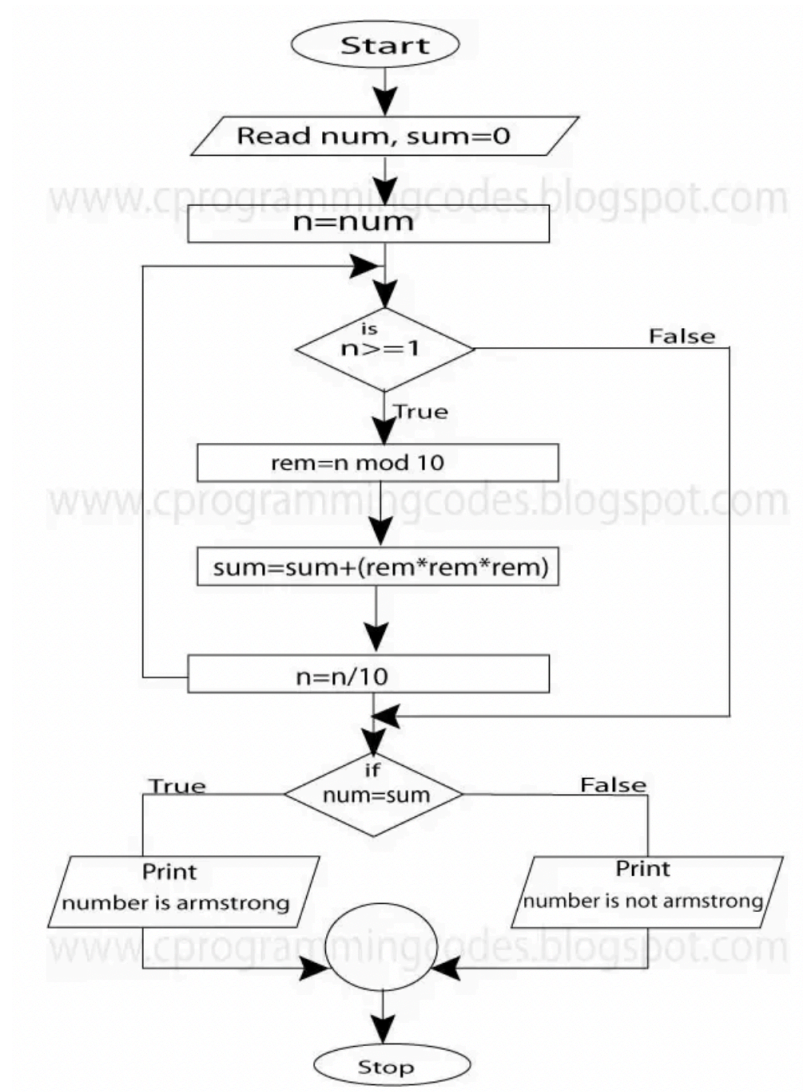 Start
Read num, sum=0
www.cprogrammingcodes.blogspot.com
n=num
is
n>=1
False
True
rem=n mod 10
www.cprogrammingcodes.blogspot.com
sum=sum+(rem*rem*rem)
n=n/10
if
num=sum
True
False
Print
number is armstrong
Print
number is not armstrong
www.cprogrammingcodes.blogspot.com
Stop